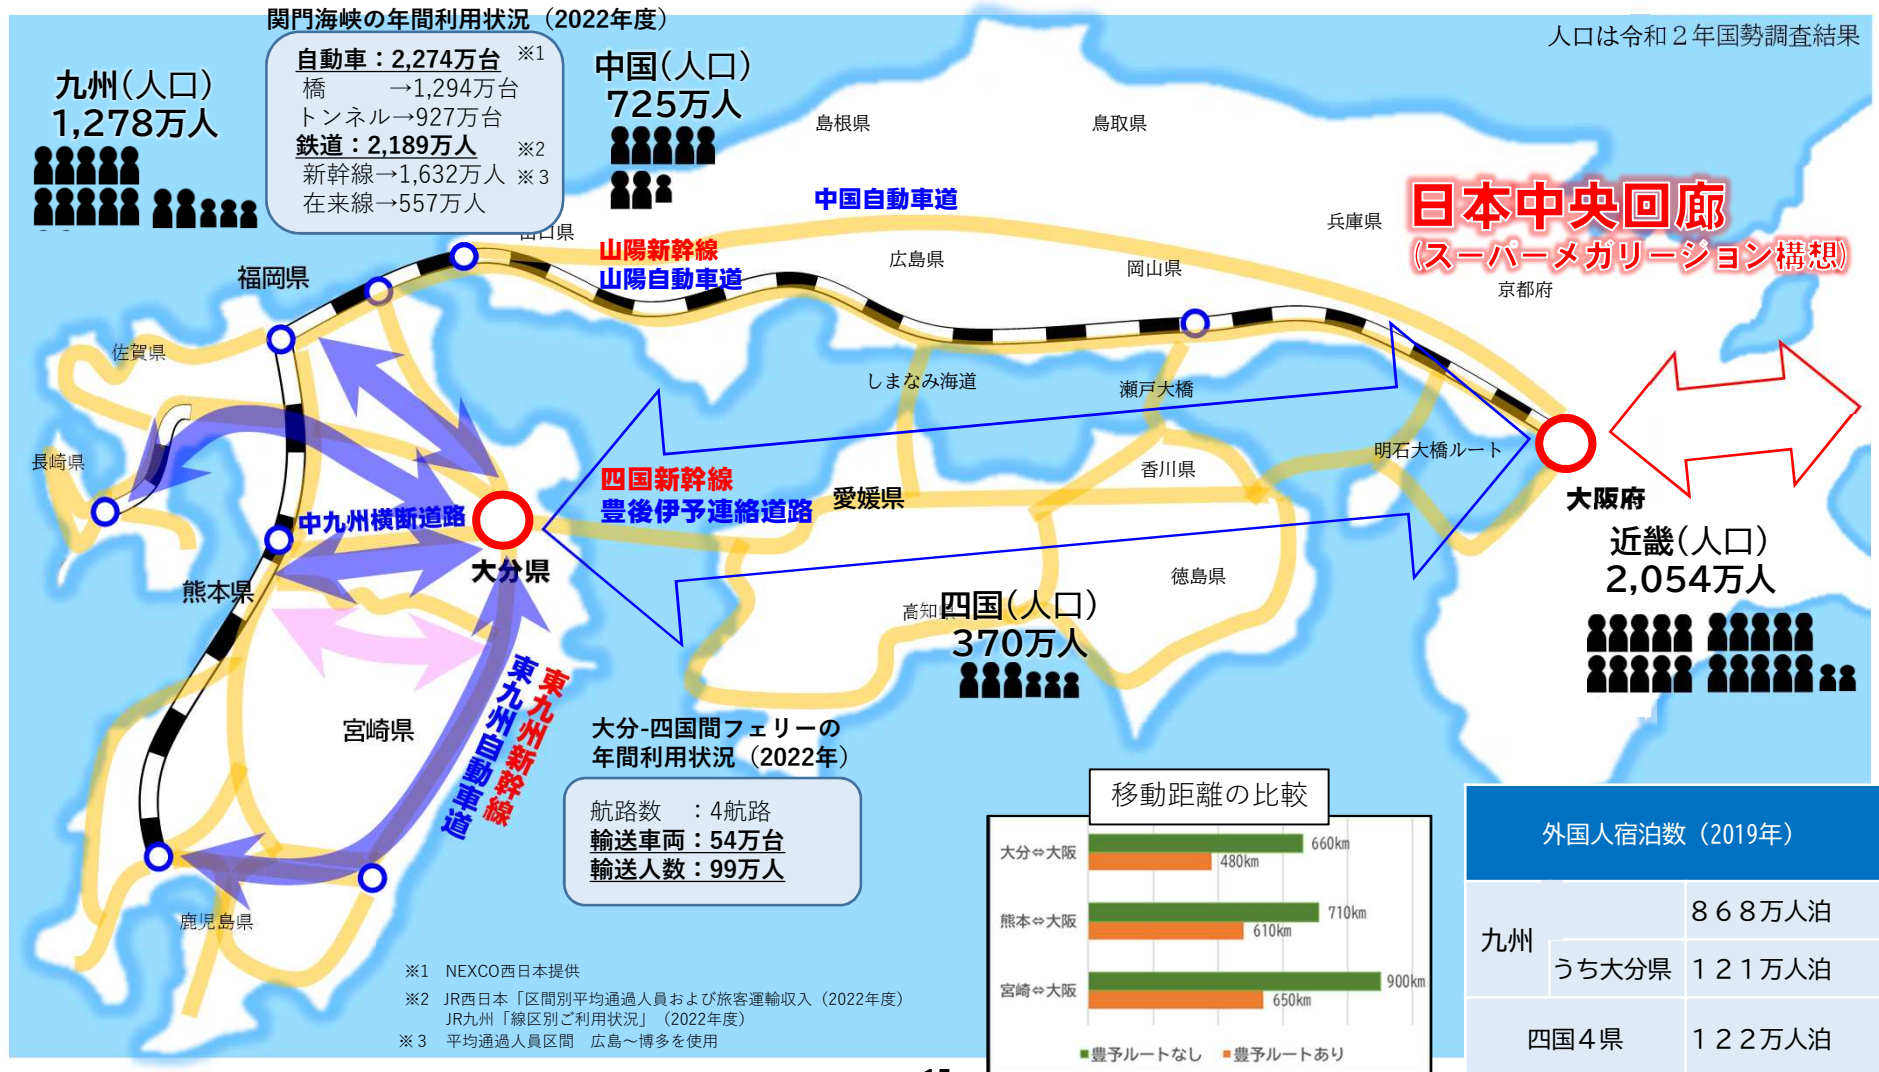 関門海峡の年間利用状況（2022年度）
自動車：2,274万台 ※1
橋　　　→1,294万台
トンネル→927万台
鉄道：2,189万人 ※2
新幹線→1,632万人 ※3
在来線→557万人
人口は令和２年国勢調査結果
九州(人口)
1,278万人
中国(人口)
725万人
島根県
鳥取県
中国自動車道
日本中央回廊
(スーパーメガリージョン構想)
兵庫県
山口県
山陽新幹線
山陽自動車道
広島県
岡山県
京都府
福岡県
佐賀県
しまなみ海道
瀬戸大橋
長崎県
明石大橋ルート
香川県
四国新幹線
豊後伊予連絡道路
愛媛県
大阪府
中九州横断道路
大分県
近畿(人口)
2,054万人
熊本県
徳島県
高知県
四国(人口)
370万人
東九州新幹線
東九州自動車道
宮崎県
大分-四国間フェリーの
年間利用状況（2022年）
航路数　：4航路
輸送車両：54万台
輸送人数：99万人
鹿児島県
移動距離の比較
大分⇔大阪 660km
480km
熊本⇔大阪 710km
610km
宮崎⇔大阪 900km
650km
■豊予ルートなし ■豊予ルートあり
外国人宿泊数（2019年）
九州 ８６８万人泊
うち大分県 １２１万人泊
四国４県 １２２万人泊
※1　NEXCO西日本提供
※2　JR西日本「区間別平均通過人員および旅客運輸収入（2022年度）
JR九州「線区別ご利用状況」（2022年度）
※３　平均通過人員区間　広島～博多を使用